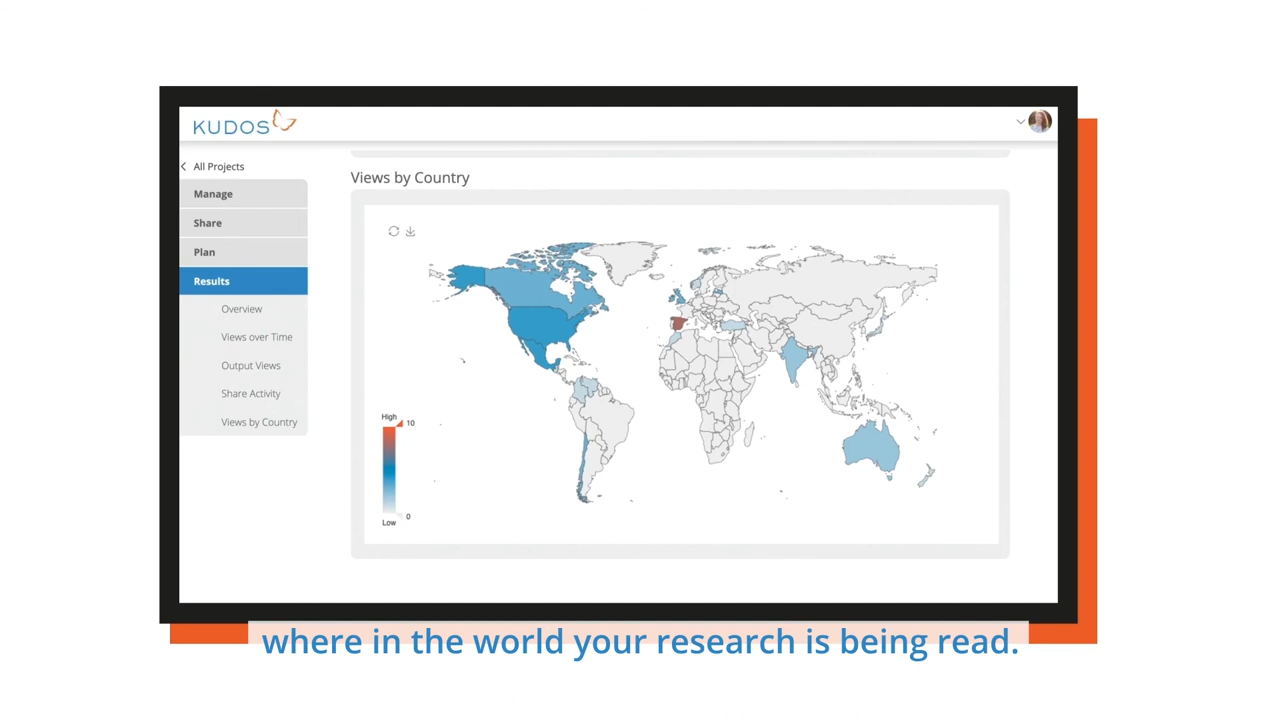 KUDOS
All Projects
Manage
Share
Plan
Results
Overview
Views over Time
Output Views
Share Activity
Views by Country
Views by Country
High
10
0
Low
where in the world your research is being read.